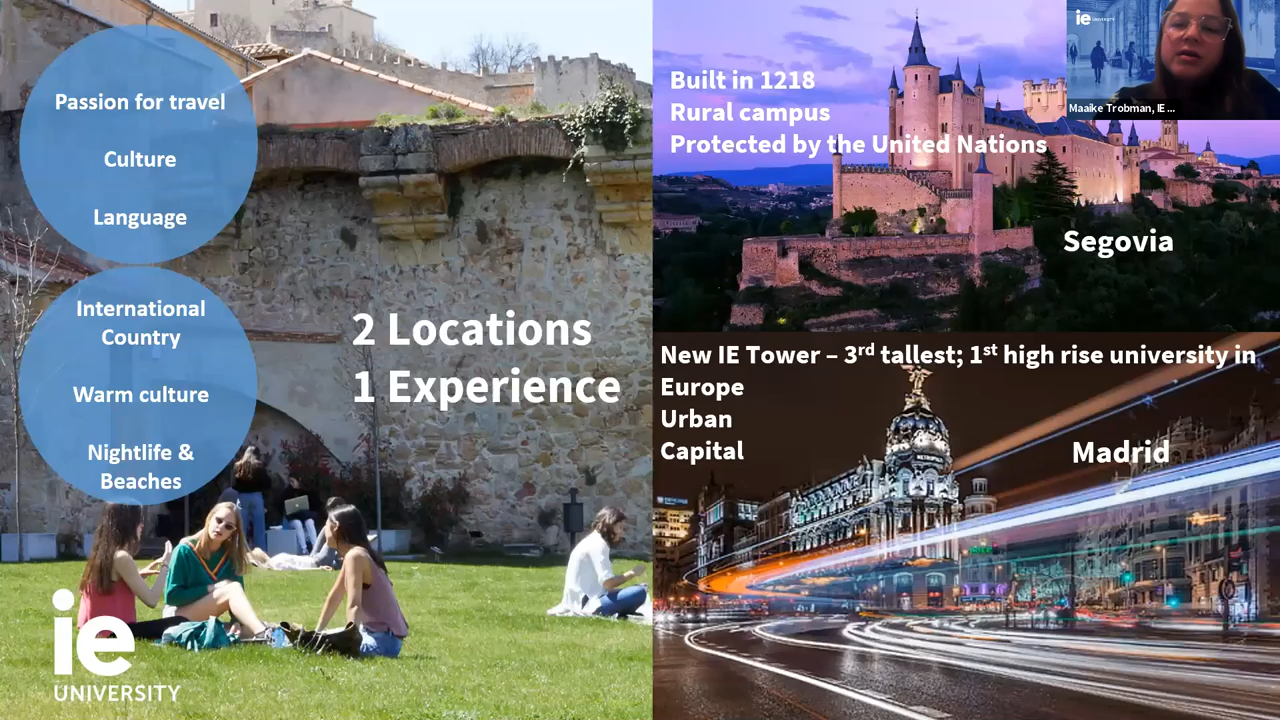 Passion for travel
Culture
Language
International
Country
Warm culture
Nightlife &
Beaches
2 Locations
1 Experience
ie
UNIVERSITY
Built in 1218
Rural campus
Protected by the United Nations
Segovia
ie UNIVERSITY
Maaike Trobman, IE ...
New IE Tower – 3rd tallest; 1st high rise university in
Europe
Urban
Capital
Madrid
METROPOLIS